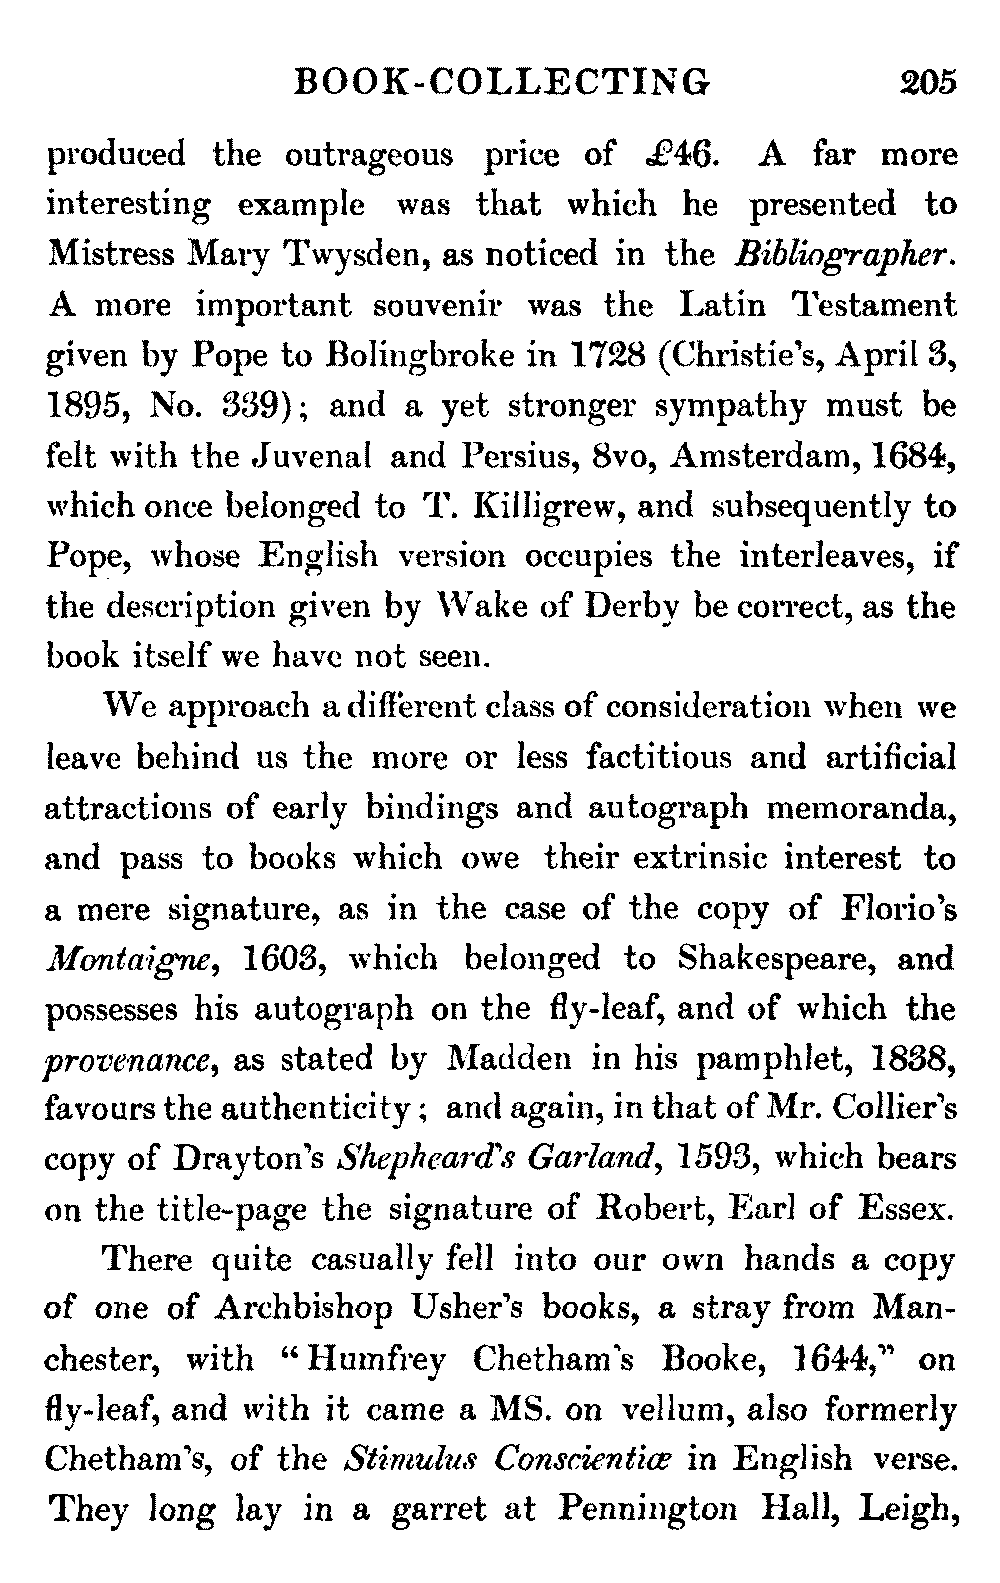 BOOK-COLLECTING 205
produced the outrageous price of £46. A far more
interesting example was that which he presented to
Mistress Mary Twysden, as noticed in the Bibliographer.
A more important souvenir was the Latin Testament
given by Pope to Bolingbroke in 1728 (Christie's, April 3,
1895, No. 339); and a yet stronger sympathy must be
felt with the Juvenal and Persius, 8vo, Amsterdam, 1684,
which once belonged to T. Killigrew, and subsequently to
Pope, whose English version occupies the interleaves, if
the description given by Wake of Derby be correct, as the
book itself we have not seen.
We approach a different class of consideration when we
leave behind us the more or less factitious and artificial
attractions of early bindings and autograph memoranda,
and pass to books which owe their extrinsic interest to
a mere signature, as in the case of the copy of Florio's
Montaigne, 1603, which belonged to Shakespeare, and
possesses his autograph on the fly-leaf, and of which the
provenance, as stated by Madden in his pamphlet, 1838,
favours the authenticity; and again, in that of Mr. Collier's
copy of Drayton's Shepheard's Garland, 1593, which bears
on the title-page the signature of Robert, Earl of Essex.
There quite casually fell into our own hands a copy
of one of Archbishop Usher's books, a stray from Man-
chester, with "Humfrey Chetham's Booke, 1644," on
fly-leaf, and with it came a MS. on vellum, also formerly
Chetham's, of the Stimulus Conscientiæ in English verse.
They long lay in a garret at Pennington Hall, Leigh,